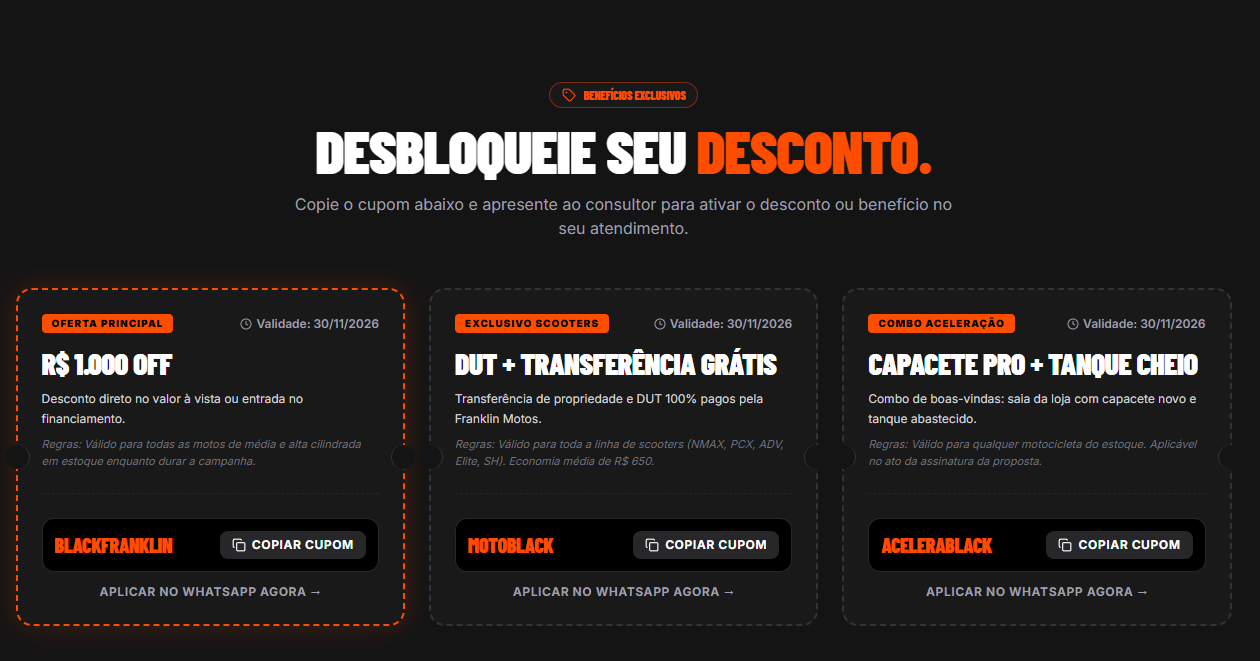 BENEFÍCIOS EXCLUSIVOS
DESBLOQUEIE SEU DESCONTO.
Copie o cupom abaixo e apresente ao consultor para ativar o desconto ou benefício no
seu atendimento.
OFERTA PRINCIPAL
Validade: 30/11/2026
R$ 1.000 OFF
Desconto direto no valor à vista ou entrada no
financiamento.
Regras: Válido para todas as motos de média e alta cilindrada
em estoque enquanto durar a campanha.
BLACKFRANKLIN
COPIAR CUPOM
APLICAR NO WHATSAPP AGORA →
EXCLUSIVO SCOOTERS
Validade: 30/11/2026
DUT + TRANSFERÊNCIA GRÁTIS
Transferência de propriedade e DUT 100% pagos pela
Franklin Motos.
Regras: Válido para toda a linha de scooters (NMAX, PCX, ADV,
Elite, SH). Economia média de R$ 650.
MOTOBLACK
COPIAR CUPOM
APLICAR NO WHATSAPP AGORA →
COMBO ACELERAÇÃO
Validade: 30/11/2026
CAPACETE PRO + TANQUE CHEIO
Combo de boas-vindas: saia da loja com capacete novo e
tanque abastecido.
Regras: Válido para qualquer motocicleta do estoque. Aplicável
no ato da assinatura da proposta.
ACELERABLACK
COPIAR CUPOM
APLICAR NO WHATSAPP AGORA →